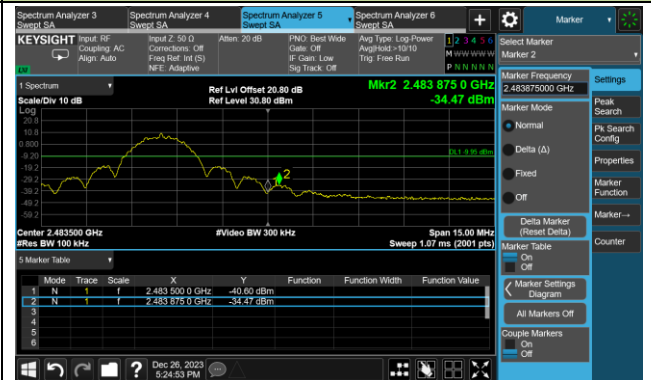 Spectrum Analyzer 3
Swept SA
Spectrum Analyzer 4
Swept SA
Spectrum Analyzer 5
Swept SA
Spectrum Analyzer 6
Swept SA
+
Marker
KEYSIGHT
Input: RF
Coupling: AC
Align: Auto
Input Z: 50 Ω
Corrections: Off
Freq Ref: Int (S)
NFE: Adaptive
Atten: 20 dB
PNO: Best Wide
Gate: Off
IF Gain: Low
Sig Track: Off
Avg Type: Log-Power
Avg|Hold:>10/10
Trig: Free Run
1 2 3 4 5 6
M W W W W W
P N N N N N
LW
Select Marker
Marker 2
1 Spectrum
Scale/Div 10 dB
Log
Ref Lvl Offset 20.80 dB
Ref Level 30.80 dBm
Mkr2 2.483 875 0 GHz
-34.47 dBm
20.8
10.8
0.800
-9.20
-19.2
-29.2
-39.2
-49.2
-59.2
DL1 -9.95 dBm
2
Center 2.483500 GHz
#Res BW 100 kHz
#Video BW 300 kHz
Span 15.00 MHz
Sweep 1.07 ms (2001 pts)
5 Marker Table
Mode Trace Scale X Y Function Function Width Function Value
1 N 1 f 2.483 500 0 GHz -40.60 dBm
2 N 1 f 2.483 875 0 GHz -34.47 dBm
3
4
5
6
Marker Frequency
2.483875000 GHz
Marker Mode
Normal
Delta (Δ)
Fixed
Off
Delta Marker
(Reset Delta)
Marker Table
On
Off
Marker Settings
Diagram
All Markers Off
Couple Markers
On
Off
Settings
Peak
Search
Pk Search
Config
Properties
Marker
Function
Marker→
Counter
?
Dec 26, 2023
5:24:53 PM